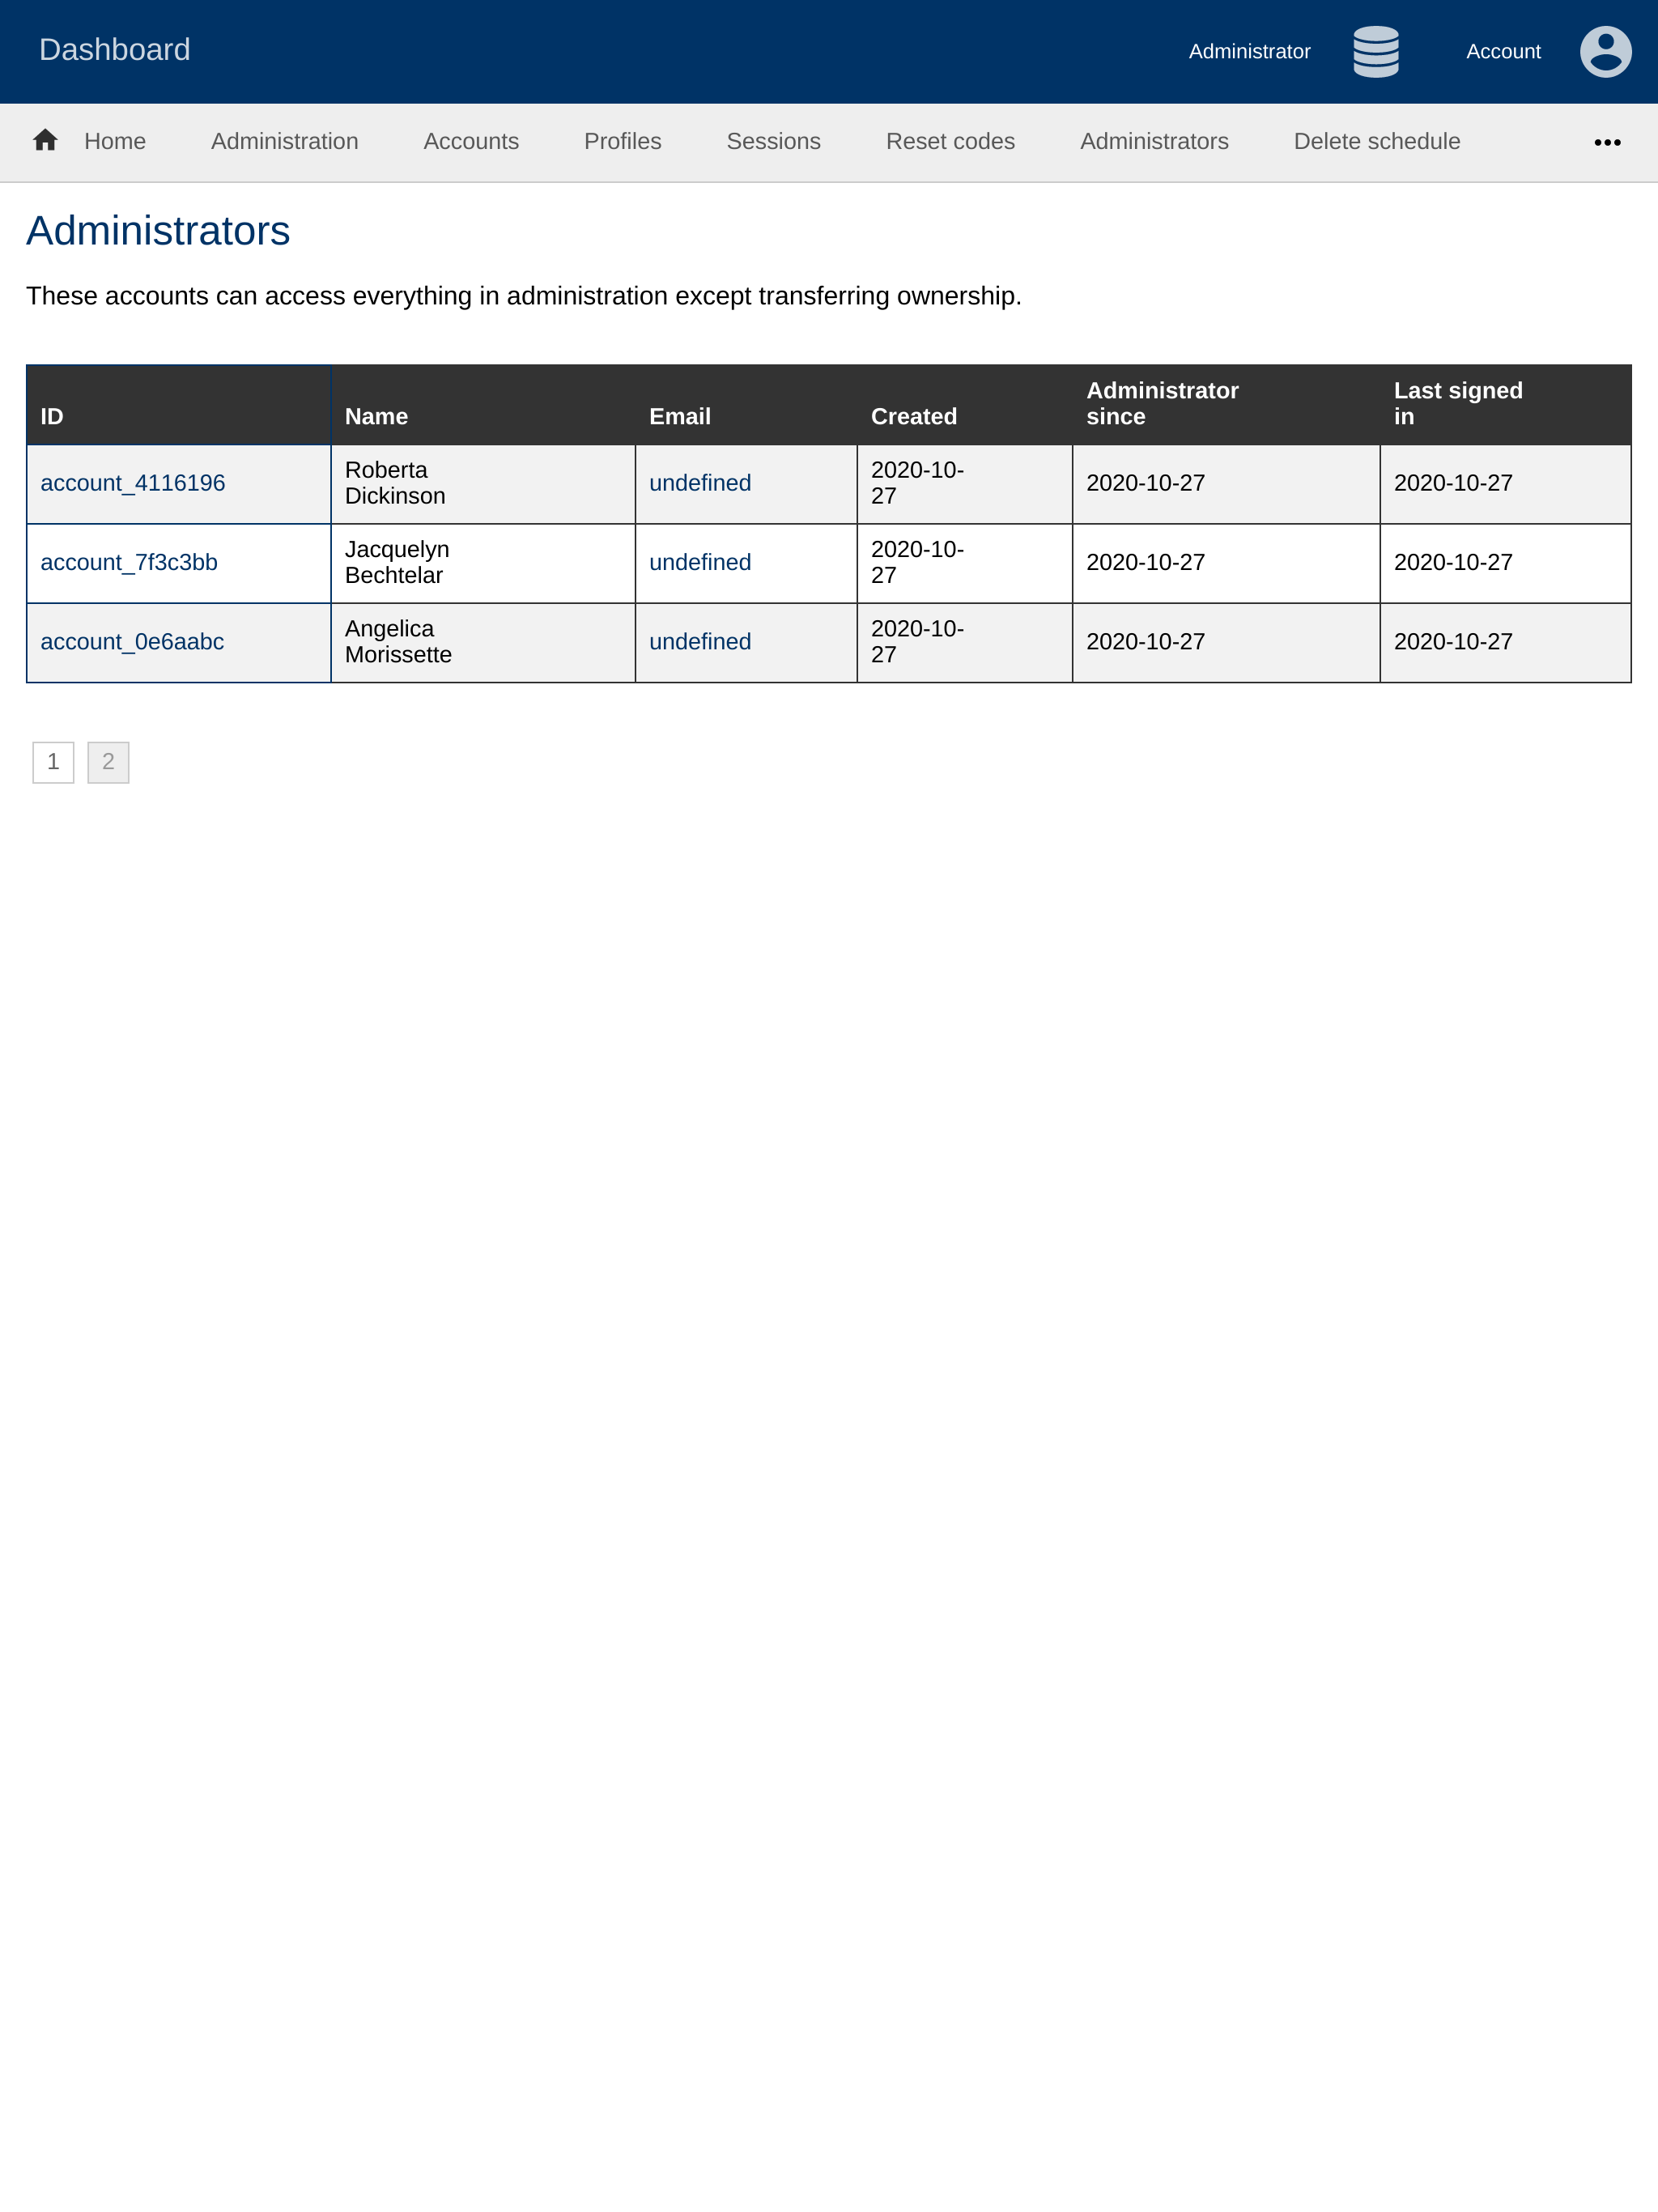 Dashboard
Administrator
Account
Home
Administration
Accounts
Profiles
Sessions
Reset codes
Administrators
Delete schedule
•••
Administrators
These accounts can access everything in administration except transferring ownership.
ID
Name
Email
Created
Administrator
since
Last signed
in
account_4116196
Roberta
Dickinson
undefined
2020-10-
27
2020-10-27
2020-10-27
account_7f3c3bb
Jacquelyn
Bechtelar
undefined
2020-10-
27
2020-10-27
2020-10-27
account_0e6aabc
Angelica
Morissette
undefined
2020-10-
27
2020-10-27
2020-10-27
1
2